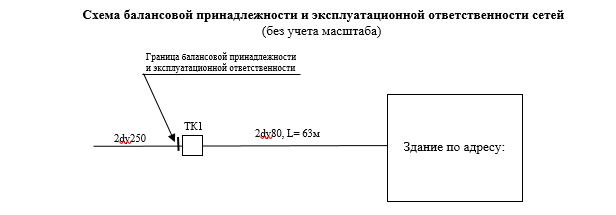 Схема балансовой принадлежности и эксплуатационной ответственности сетей
(без учета масштаба)
Граница балансовой принадлежности
и эксплуатационной ответственности
ТК1
2dy250
2dy80, L= 63м
Здание по адресу: